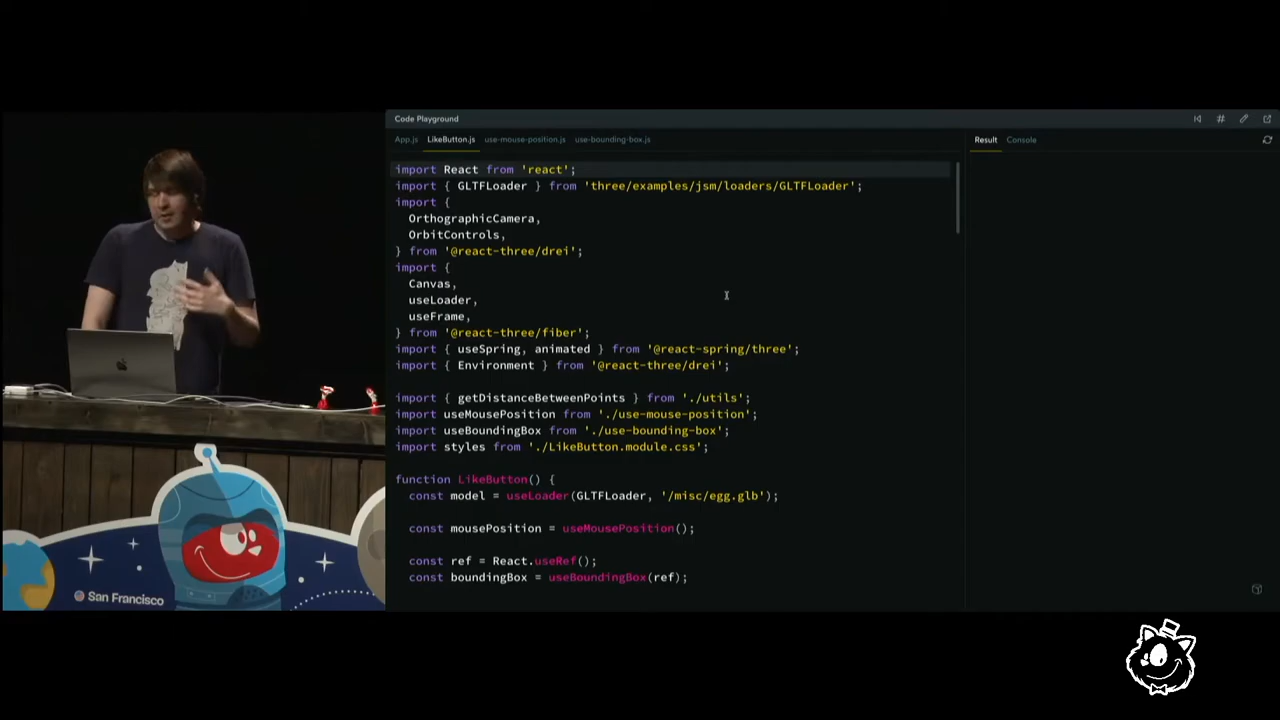 Code Playground
App.js LikeButton.js use-mouse-position.js use-bounding-box.js
Result Console
import React from 'react';
import { GLTFLoader } from 'three/examples/jsm/loaders/GLTFLoader';
import {
OrthographicCamera,
OrbitControls,
} from '@react-three/drei';
import {
Canvas,
useLoader,
useFrame,
} from '@react-three/fiber';
import { useSpring, animated } from '@react-spring/three';
import { Environment } from '@react-three/drei';
import { getDistanceBetweenPoints } from './utils';
import useMousePosition from './use-mouse-position';
import useBoundingBox from './use-bounding-box';
import styles from './LikeButton.module.css';
function LikeButton() {
const model = useLoader(GLTFLoader, '/misc/egg.glb');
const mousePosition = useMousePosition();
const ref = React.useRef();
const boundingBox = useBoundingBox(ref);
San Francisco